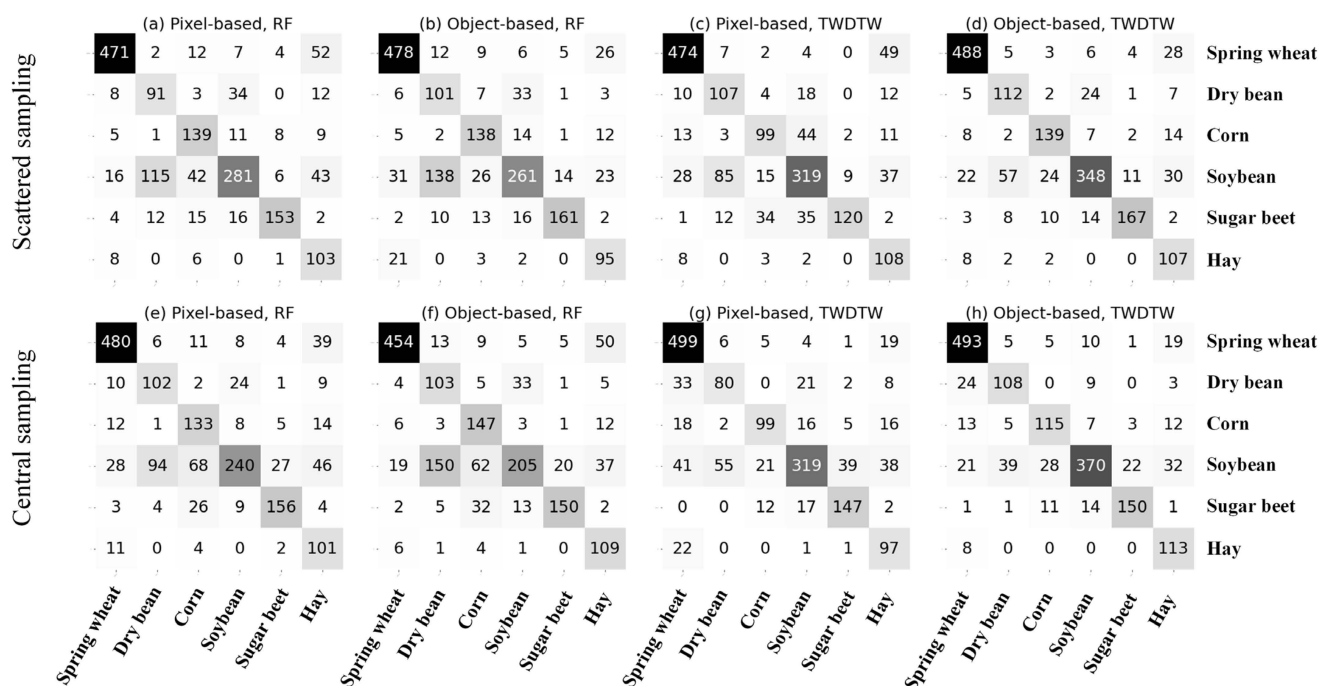 (a) Pixel-based, RF (b) Object-based, RF (c) Pixel-based, TWDTW (d) Object-based, TWDTW
471 2 12 7 4 52 478 12 9 6 5 26 474 7 2 4 0 49 488 5 3 6 4 28 Spring wheat
8 91 3 34 0 12 6 101 7 33 1 3 10 107 4 18 0 12 5 112 2 24 1 7 Dry bean
5 1 139 11 8 9 5 2 138 14 1 12 13 3 99 44 2 11 8 2 139 7 2 14 Corn
16 115 42 281 6 43 31 138 26 261 14 23 28 85 15 319 9 37 22 57 24 348 11 30 Soybean
4 12 15 16 153 2 2 10 13 16 161 2 1 12 34 35 120 2 3 8 10 14 167 2 Sugar beet
8 0 6 0 1 103 21 0 3 2 0 95 8 0 3 2 0 108 8 2 2 0 0 107 Hay
Scattered sampling
(e) Pixel-based, RF (f) Object-based, RF (g) Pixel-based, TWDTW (h) Object-based, TWDTW
480 6 11 8 4 39 454 13 9 5 5 50 499 6 5 4 1 19 493 5 5 10 1 19 Spring wheat
10 102 2 24 1 9 4 103 5 33 1 5 33 80 0 21 2 8 24 108 0 9 0 3 Dry bean
12 1 133 8 5 14 6 3 147 3 1 12 18 2 99 16 5 16 13 5 115 7 3 12 Corn
28 94 68 240 27 46 19 150 62 205 20 37 41 55 21 319 39 38 21 39 28 370 22 32 Soybean
3 4 26 9 156 4 2 5 32 13 150 2 0 0 12 17 147 2 1 1 11 14 150 1 Sugar beet
11 0 4 0 2 101 6 1 4 1 0 109 22 0 0 1 1 97 8 0 0 0 0 113 Hay
Central sampling
Spring wheat Dry bean Corn Soybean Sugar beet Hay Spring wheat Dry bean Corn Soybean Sugar beet Hay Spring wheat Dry bean Corn Soybean Sugar beet Hay Spring wheat Dry bean Corn Soybean Sugar beet Hay